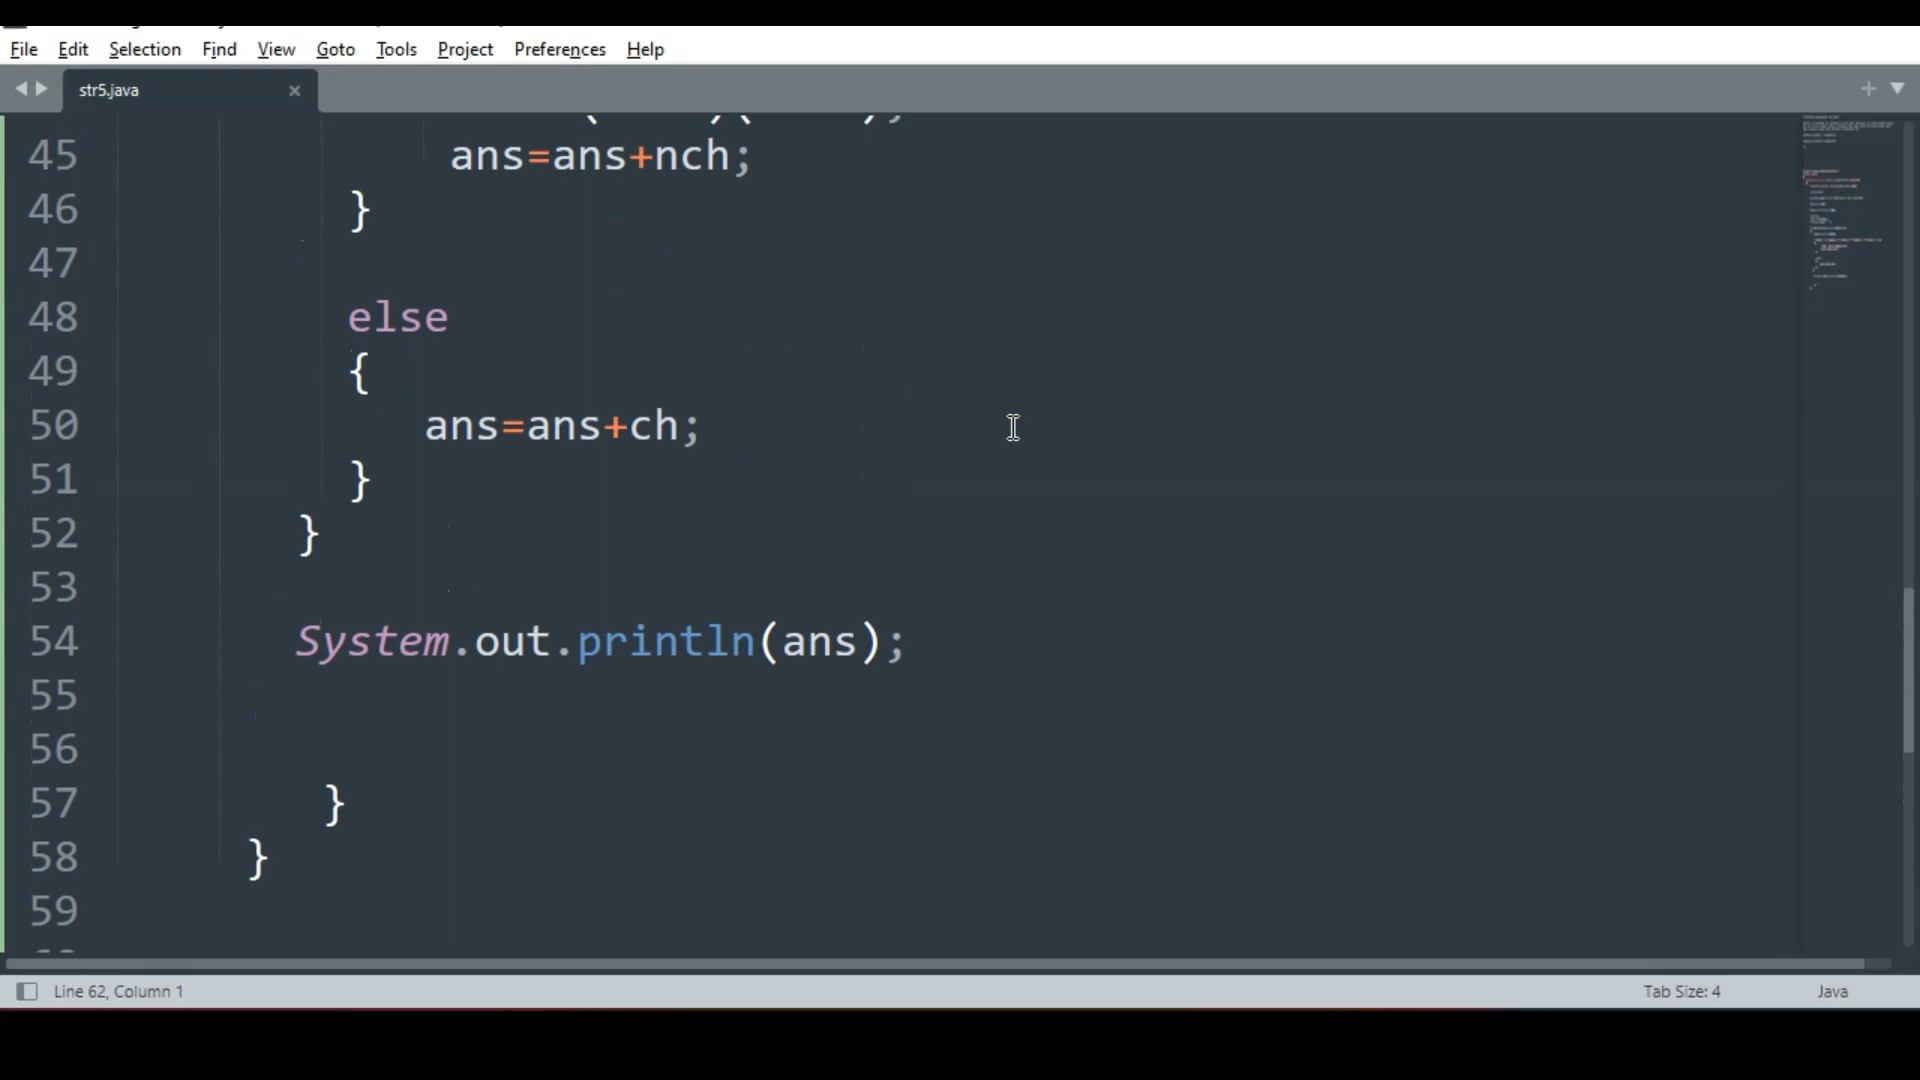 File Edit Selection Find View Goto Tools Project Preferences Help
str5.java
45 ans=ans+nch;
46 }
47
48 else
49 {
50 ans=ans+ch;
51 }
52 }
53
54 System.out.println(ans);
55
56
57 }
58 }
59
Line 62, Column 1 Tab Size: 4 Java